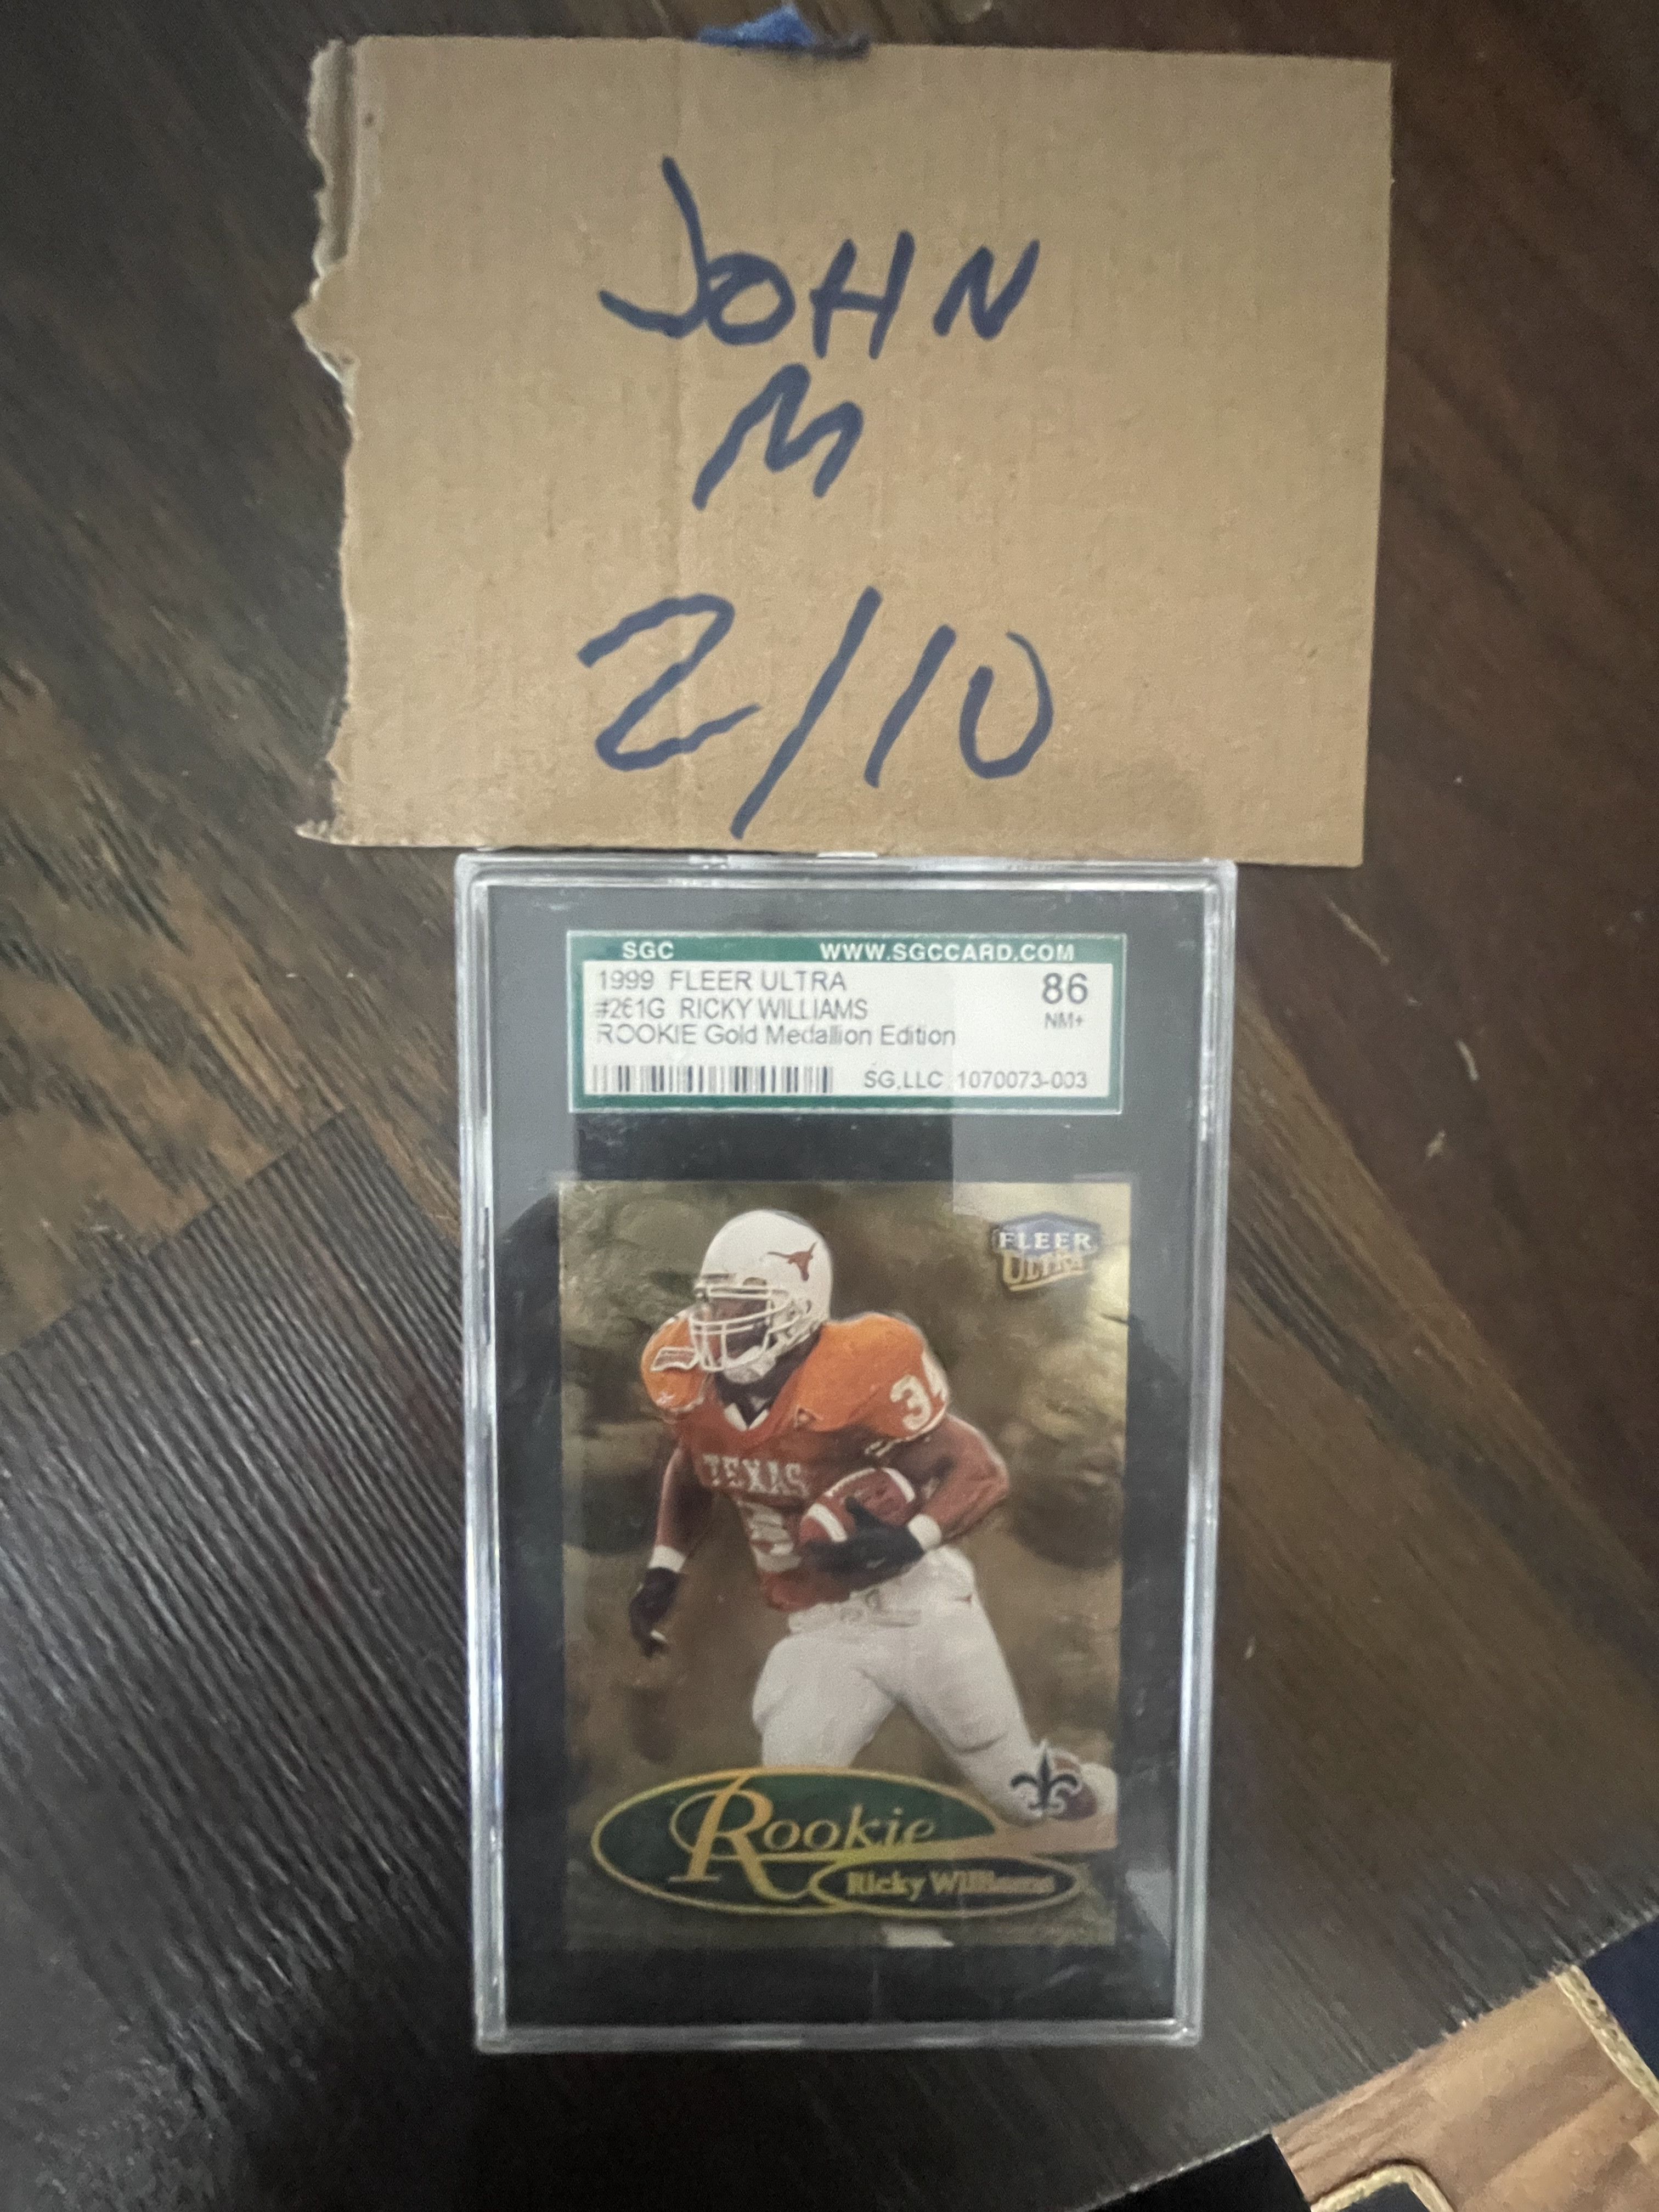 JOHN
M
2/10
SGC WWW.SGCCARD.COM
1999 FLEER ULTRA 86
#261G RICKY WILLIAMS NM+
ROOKIE Gold Medallion Edition
SG,LLC 1070073-003
FLEER
ULTRA
34
TEXAS
Rookie
Ricky Williams